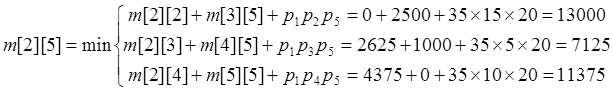 m[2][2]+m[3][5]+p₁p₂p₅=0+2500+35×15×20=13000
m[2][5]=min{m[2][3]+m[4][5]+p₁p₃p₅=2625+1000+35×5×20=7125
m[2][4]+m[5][5]+p₁p₄p₅=4375+0+35×10×20=11375